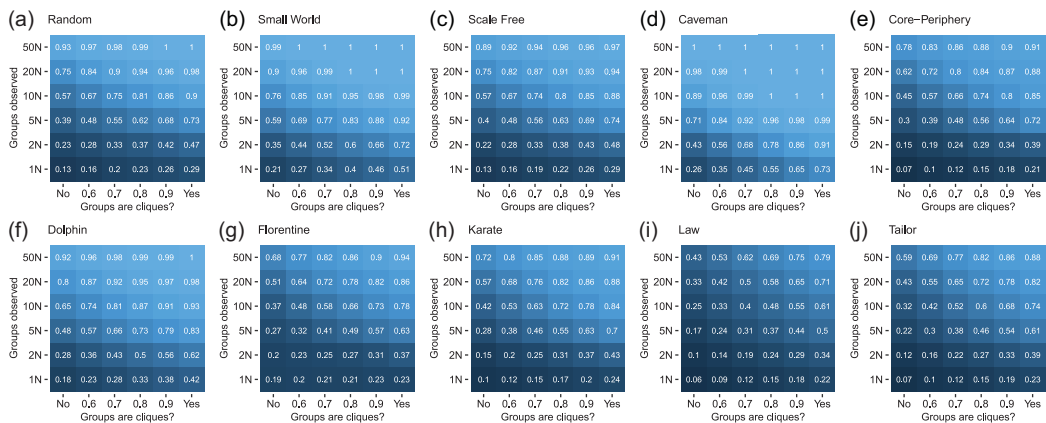 (a) Random
(b) Small World
(c) Scale Free
(d) Caveman
(e) Core−Periphery
Groups observed
50N 0.93 0.97 0.98 0.99 1 1
20N 0.75 0.84 0.9 0.94 0.96 0.98
10N 0.57 0.67 0.75 0.81 0.86 0.9
5N 0.39 0.48 0.55 0.62 0.68 0.73
2N 0.23 0.28 0.33 0.37 0.42 0.47
1N 0.13 0.16 0.2 0.23 0.26 0.29
No 0.6 0.7 0.8 0.9 Yes
Groups are cliques?
Groups observed
50N 0.99 1 1 1 1 1
20N 0.9 0.96 0.99 1 1 1
10N 0.76 0.85 0.91 0.95 0.98 0.99
5N 0.59 0.69 0.77 0.83 0.88 0.92
2N 0.35 0.44 0.52 0.6 0.66 0.72
1N 0.21 0.27 0.34 0.4 0.46 0.51
No 0.6 0.7 0.8 0.9 Yes
Groups are cliques?
Groups observed
50N 0.89 0.92 0.94 0.96 0.96 0.97
20N 0.75 0.82 0.87 0.91 0.93 0.94
10N 0.57 0.67 0.74 0.8 0.85 0.88
5N 0.4 0.48 0.56 0.63 0.69 0.74
2N 0.22 0.28 0.33 0.38 0.43 0.48
1N 0.13 0.16 0.19 0.22 0.26 0.29
No 0.6 0.7 0.8 0.9 Yes
Groups are cliques?
Groups observed
50N 1 1 1 1 1 1
20N 0.98 0.99 1 1 1 1
10N 0.89 0.96 0.99 1 1 1
5N 0.71 0.84 0.92 0.96 0.98 0.99
2N 0.43 0.56 0.68 0.78 0.86 0.91
1N 0.26 0.35 0.45 0.55 0.65 0.73
No 0.6 0.7 0.8 0.9 Yes
Groups are cliques?
Groups observed
50N 0.78 0.83 0.86 0.88 0.9 0.91
20N 0.62 0.72 0.8 0.84 0.87 0.88
10N 0.45 0.57 0.66 0.74 0.8 0.85
5N 0.3 0.39 0.48 0.56 0.64 0.72
2N 0.15 0.19 0.24 0.29 0.34 0.39
1N 0.07 0.1 0.12 0.15 0.18 0.21
No 0.6 0.7 0.8 0.9 Yes
Groups are cliques?
(f) Dolphin
(g) Florentine
(h) Karate
(i) Law
(j) Tailor
Groups observed
50N 0.92 0.96 0.98 0.99 0.99 1
20N 0.8 0.87 0.92 0.95 0.97 0.98
10N 0.65 0.74 0.81 0.87 0.91 0.93
5N 0.48 0.57 0.66 0.73 0.79 0.83
2N 0.28 0.36 0.43 0.5 0.56 0.62
1N 0.18 0.23 0.28 0.33 0.38 0.42
No 0.6 0.7 0.8 0.9 Yes
Groups are cliques?
Groups observed
50N 0.68 0.77 0.82 0.86 0.9 0.94
20N 0.51 0.64 0.72 0.78 0.82 0.86
10N 0.37 0.48 0.58 0.66 0.73 0.78
5N 0.27 0.32 0.41 0.49 0.57 0.63
2N 0.2 0.23 0.25 0.27 0.31 0.37
1N 0.19 0.2 0.21 0.21 0.23 0.23
No 0.6 0.7 0.8 0.9 Yes
Groups are cliques?
Groups observed
50N 0.72 0.8 0.85 0.88 0.89 0.91
20N 0.57 0.68 0.76 0.82 0.86 0.88
10N 0.42 0.53 0.63 0.72 0.78 0.84
5N 0.28 0.38 0.46 0.55 0.63 0.7
2N 0.15 0.2 0.25 0.31 0.37 0.43
1N 0.1 0.12 0.15 0.17 0.2 0.24
No 0.6 0.7 0.8 0.9 Yes
Groups are cliques?
Groups observed
50N 0.43 0.53 0.62 0.69 0.75 0.79
20N 0.33 0.42 0.5 0.58 0.65 0.71
10N 0.25 0.33 0.4 0.48 0.55 0.61
5N 0.17 0.24 0.31 0.37 0.44 0.5
2N 0.1 0.14 0.19 0.24 0.29 0.34
1N 0.06 0.09 0.12 0.15 0.18 0.22
No 0.6 0.7 0.8 0.9 Yes
Groups are cliques?
Groups observed
50N 0.59 0.69 0.77 0.82 0.86 0.88
20N 0.43 0.55 0.65 0.72 0.78 0.82
10N 0.32 0.42 0.52 0.6 0.68 0.74
5N 0.22 0.3 0.38 0.46 0.54 0.61
2N 0.12 0.16 0.22 0.27 0.33 0.39
1N 0.07 0.1 0.12 0.15 0.19 0.23
No 0.6 0.7 0.8 0.9 Yes
Groups are cliques?